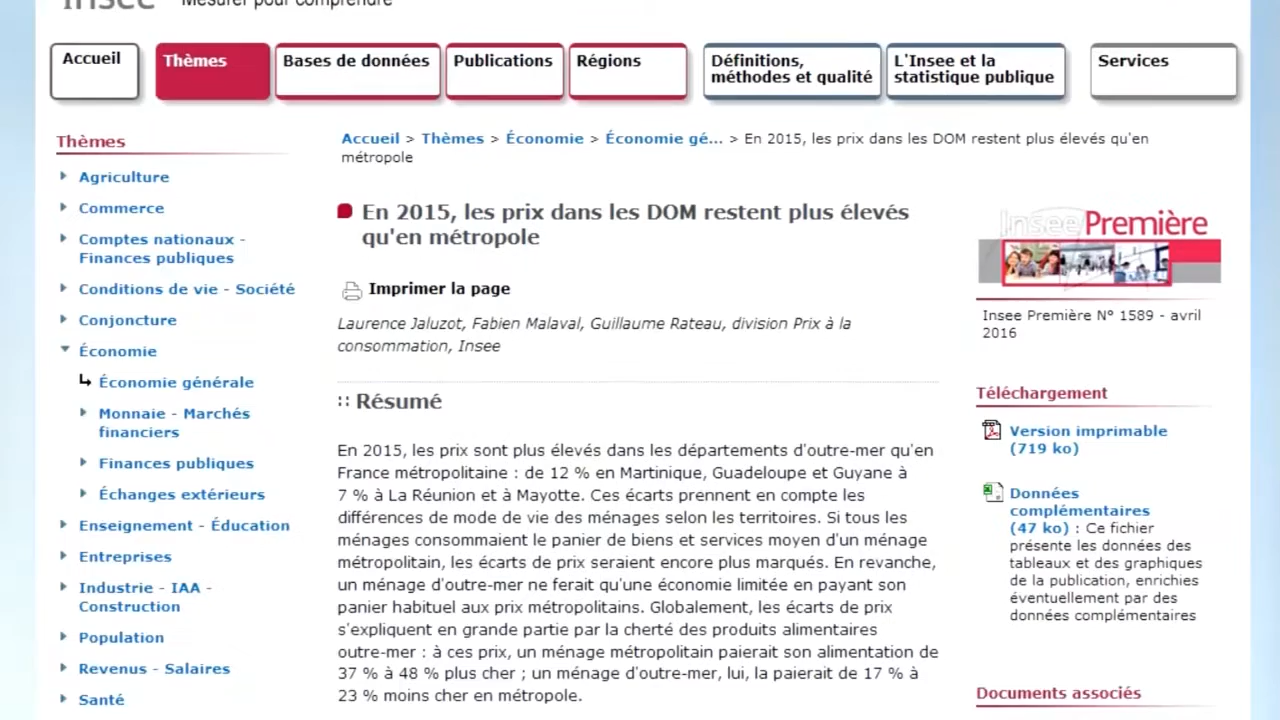 Insee Mesurer pour comprendre
Accueil
Thèmes
Bases de données
Publications
Régions
Définitions,
méthodes et qualité
L'Insee et la
statistique publique
Services
Thèmes
Agriculture
Commerce
Comptes nationaux -
Finances publiques
Conditions de vie - Société
Conjoncture
Économie
Économie générale
Monnaie - Marchés
financiers
Finances publiques
Échanges extérieurs
Enseignement - Éducation
Entreprises
Industrie - IAA -
Construction
Population
Revenus - Salaires
Santé
Accueil > Thèmes > Économie > Économie gé... > En 2015, les prix dans les DOM restent plus élevés qu'en
métropole
En 2015, les prix dans les DOM restent plus élevés
qu'en métropole
Imprimer la page
Laurence Jaluzot, Fabien Malaval, Guillaume Rateau, division Prix à la
consommation, Insee
:: Résumé
En 2015, les prix sont plus élevés dans les départements d'outre-mer qu'en
France métropolitaine : de 12 % en Martinique, Guadeloupe et Guyane à
7 % à La Réunion et à Mayotte. Ces écarts prennent en compte les
différences de mode de vie des ménages selon les territoires. Si tous les
ménages consommaient le panier de biens et services moyen d'un ménage
métropolitain, les écarts de prix seraient encore plus marqués. En revanche,
un ménage d'outre-mer ne ferait qu'une économie limitée en payant son
panier habituel aux prix métropolitains. Globalement, les écarts de prix
s'expliquent en grande partie par la cherté des produits alimentaires
outre-mer : à ces prix, un ménage métropolitain paierait son alimentation de
37 % à 48 % plus cher ; un ménage d'outre-mer, lui, la paierait de 17 % à
23 % moins cher en métropole.
Insee Première
Insee Première N° 1589 - avril
2016
Téléchargement
Version imprimable
(719 ko)
Données
complémentaires
(47 ko) : Ce fichier
présente les données des
tableaux et des graphiques
de la publication, enrichies
éventuellement par des
données complémentaires
Documents associés